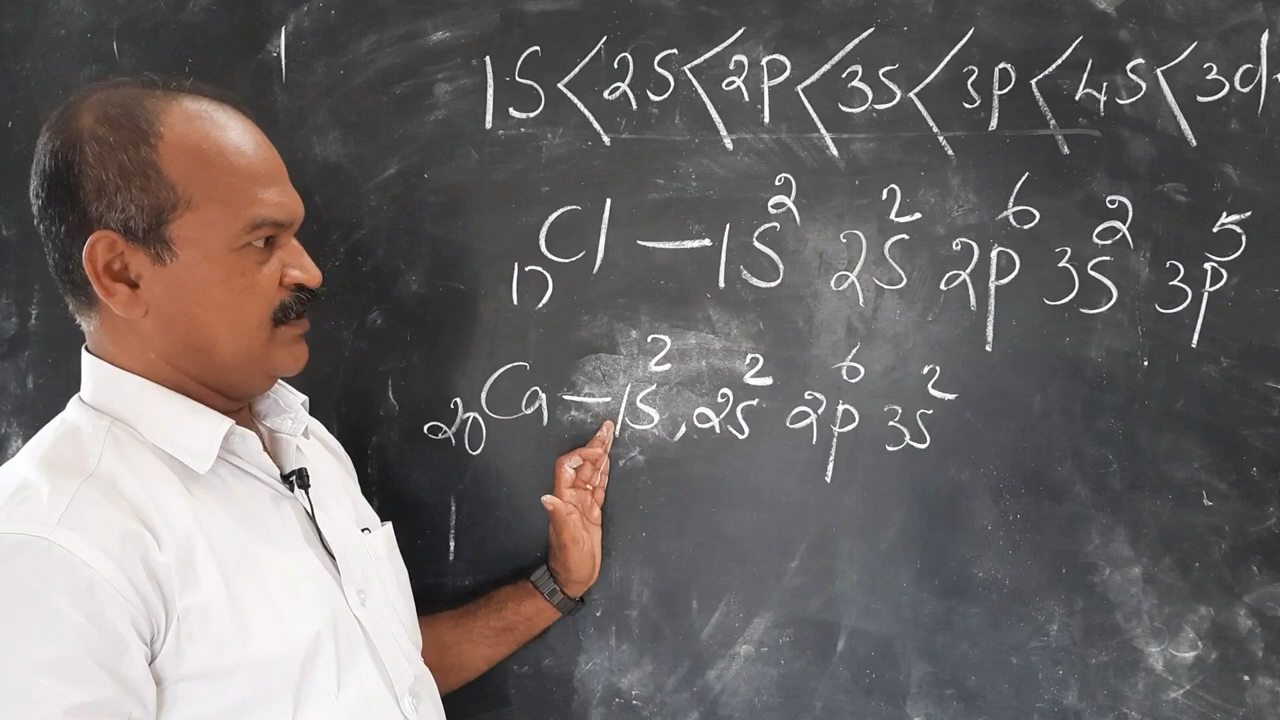 1S<2S<2P<3S<3P<4S<3d
₁₇Cl — 1S² 2S² 2P⁶ 3S² 3P⁵
₂₀Ca — 1S², 2S² 2P⁶ 3S²